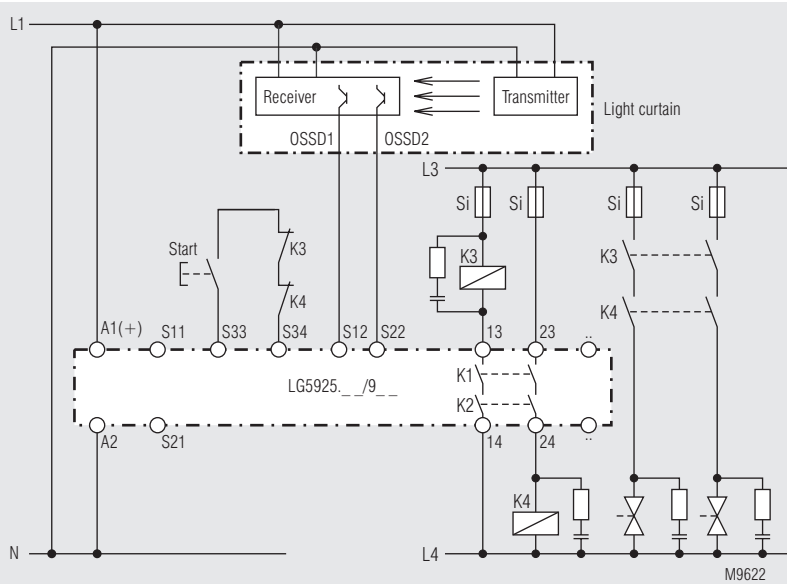 L1
Receiver
Transmitter
Light curtain
OSSD1 OSSD2
L3
Si Si Si Si
Start
K3 K3 K3
K4 K4
A1(+) S11 S33 S34 S12 S22 13 23 ..
LG5925._ _/9_ _
K1
K2
A2 S21 14 24 ..
K4
N L4
M9622